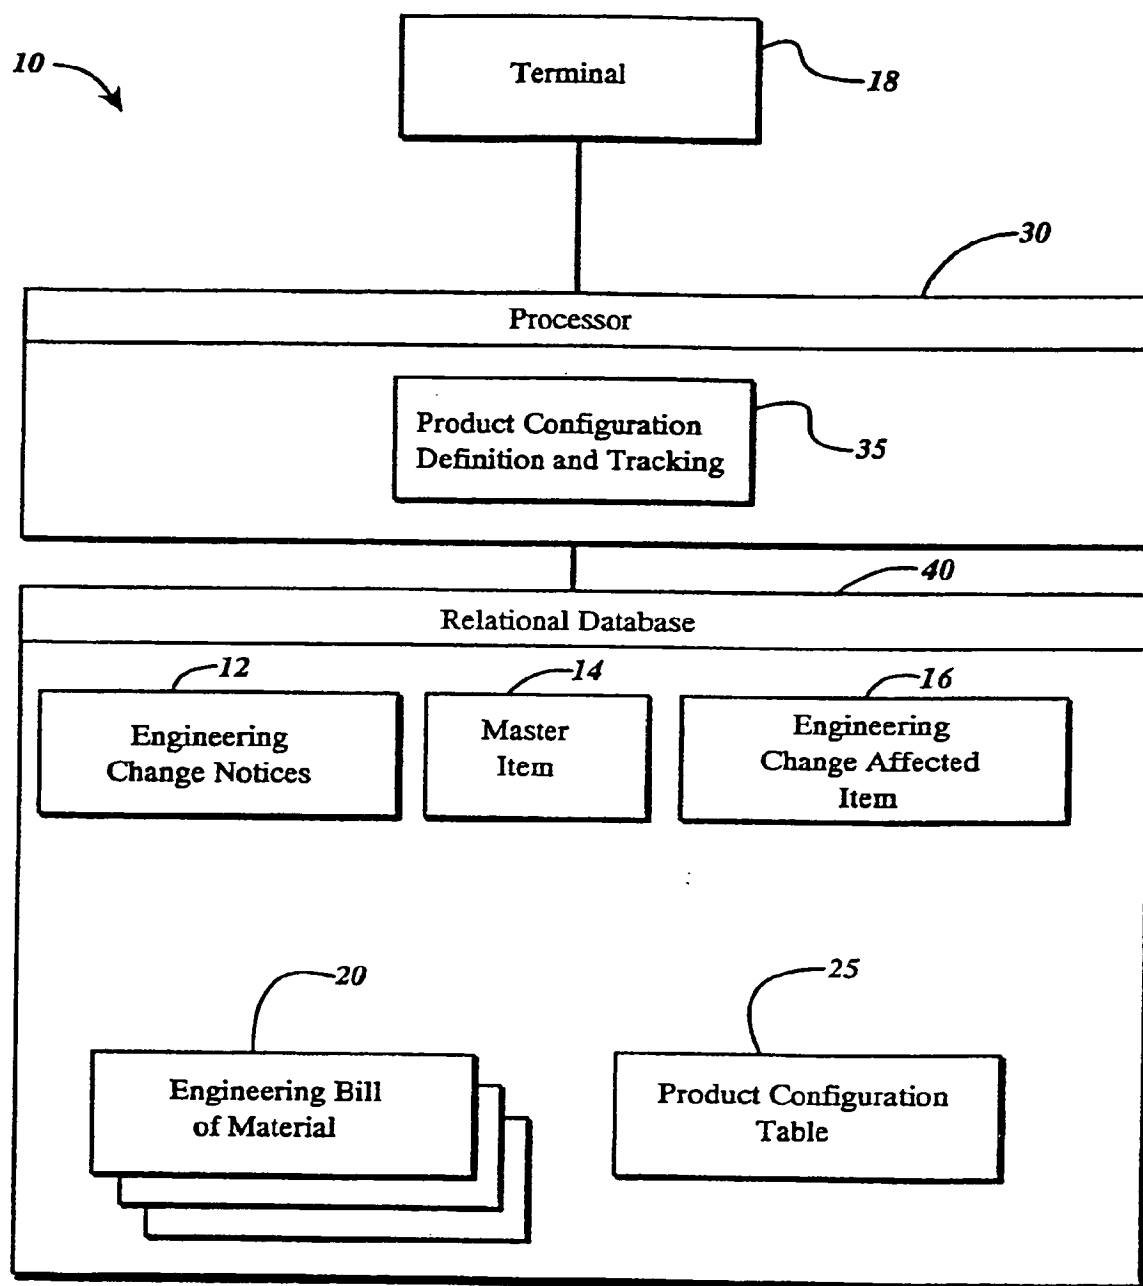 10
Terminal
18
30
Processor
Product Configuration
Definition and Tracking
35
40
Relational Database
12
14
16
Engineering
Change Notices
Master
Item
Engineering
Change Affected
Item
20
25
Engineering Bill
of Material
Product Configuration
Table